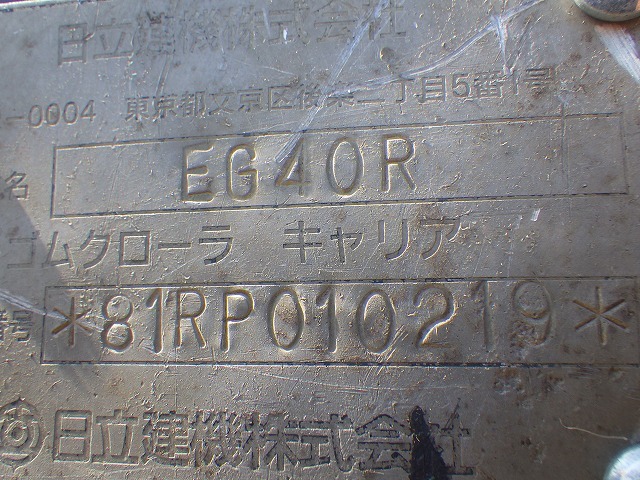 日立建機株式会社
-0004 東京都文京区後楽二丁目5番1号
名 EG40R
ゴムクローラ キャリア
号 *81RP010219*
日立建機株式会社